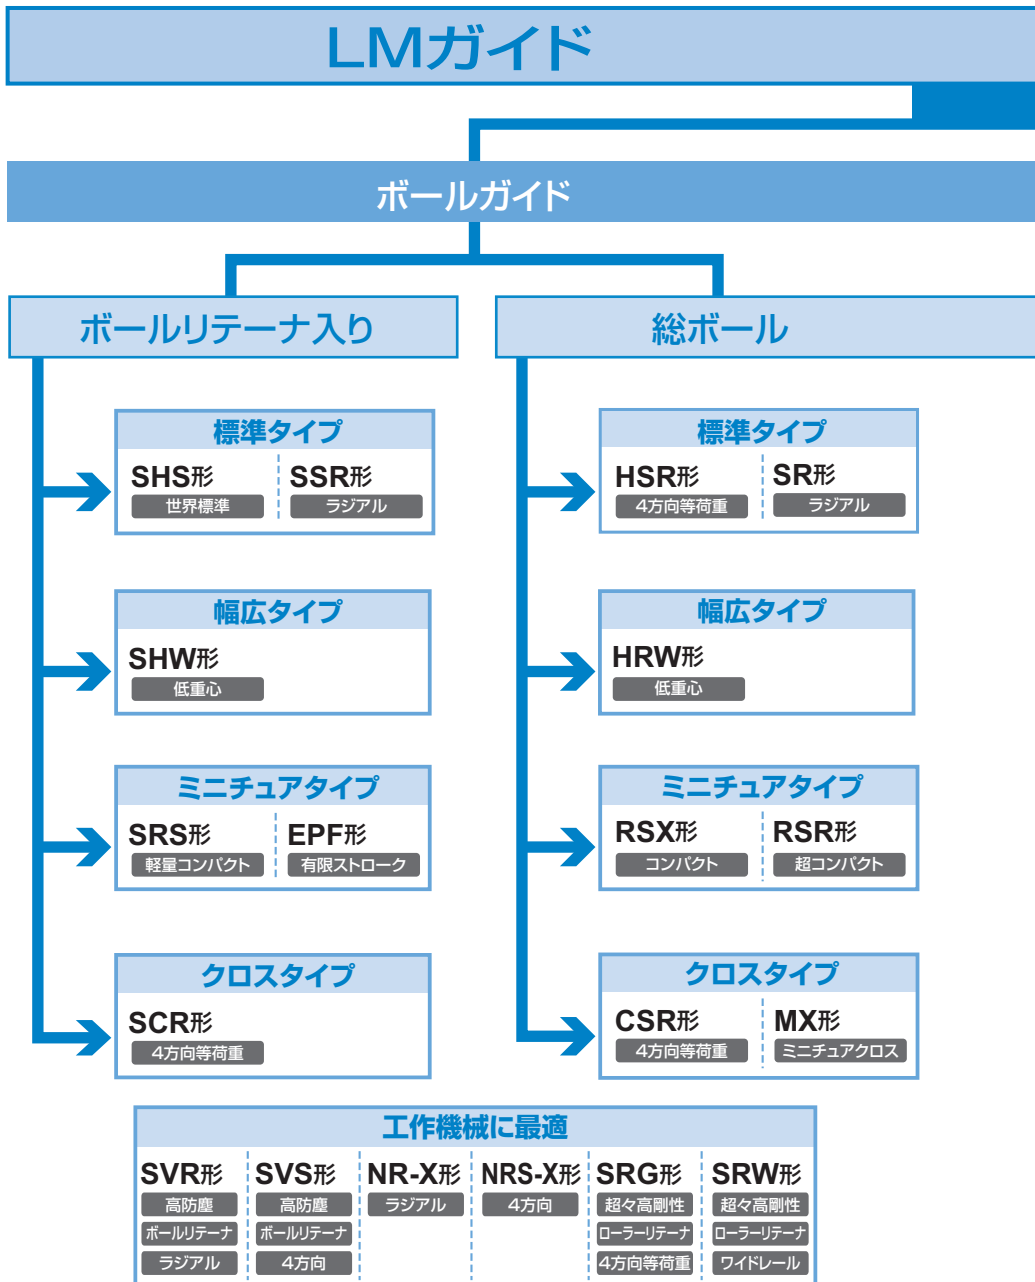 LMガイド
ボールガイド
ボールリテーナ入り
総ボール
標準タイプ
SHS形 SSR形
世界標準 ラジアル
標準タイプ
HSR形 SR形
4方向等荷重 ラジアル
幅広タイプ
SHW形
低重心
幅広タイプ
HRW形
低重心
ミニチュアタイプ
SRS形 EPF形
軽量コンパクト 有限ストローク
ミニチュアタイプ
RSX形 RSR形
コンパクト 超コンパクト
クロスタイプ
SCR形
4方向等荷重
クロスタイプ
CSR形 MX形
4方向等荷重 ミニチュアクロス
工作機械に最適
SVR形 SVS形 NR-X形 NRS-X形 SRG形 SRW形
高防塵 高防塵 ラジアル 4方向 超々高剛性 超々高剛性
ボールリテーナ ボールリテーナ ローラーリテーナ ローラーリテーナ
ラジアル 4方向 4方向等荷重 ワイドレール